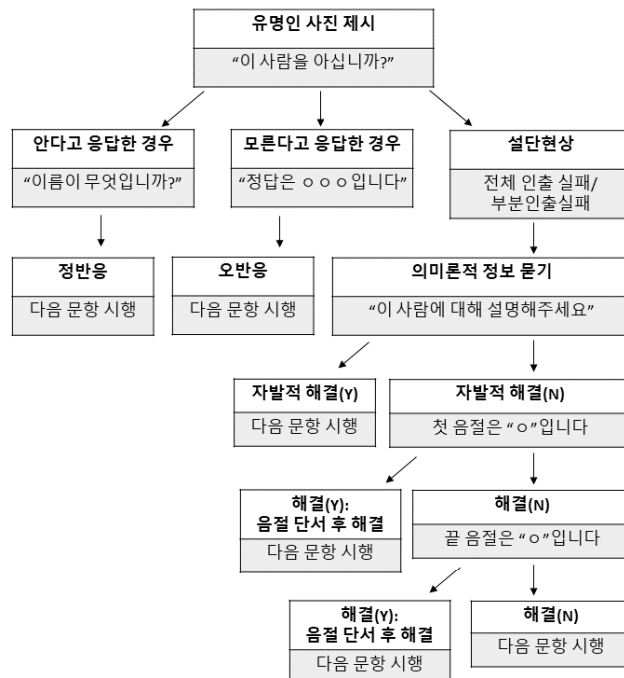 유명인 사진 제시
“이 사람을 아십니까?”
안다고 응답한 경우
“이름이 무엇입니까?”
모른다고 응답한 경우
“정답은 ㅇㅇㅇ입니다”
설단현상
전체 인출 실패/
부분인출실패
정반응
다음 문항 시행
오반응
다음 문항 시행
의미론적 정보 묻기
“이 사람에 대해 설명해주세요”
자발적 해결(Y)
다음 문항 시행
자발적 해결(N)
첫 음절은 “ㅇ”입니다
해결(Y):
음절 단서 후 해결
다음 문항 시행
해결(N)
끝 음절은 “ㅇ”입니다
해결(Y):
음절 단서 후 해결
다음 문항 시행
해결(N)
다음 문항 시행